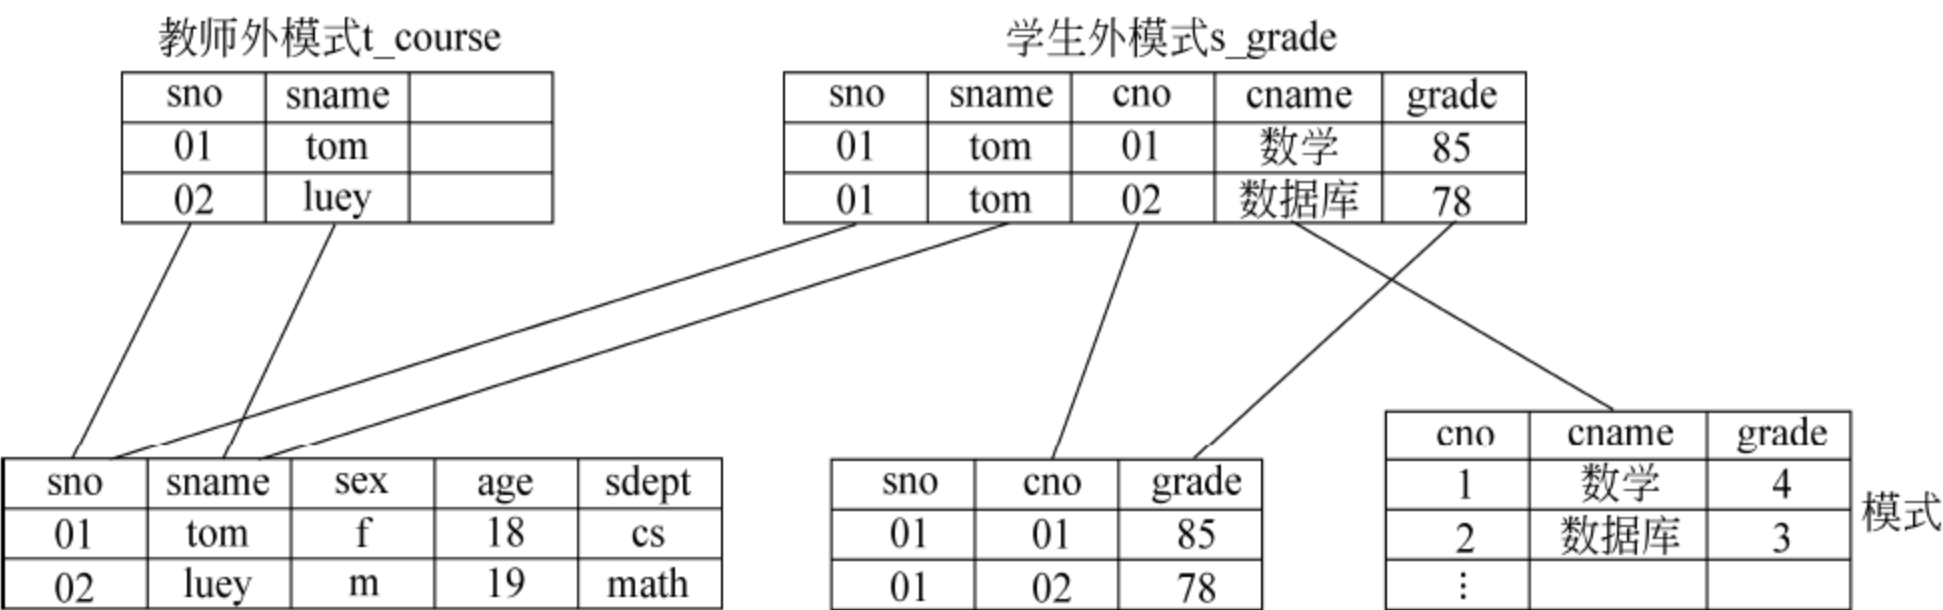 教师外模式t_course
学生外模式s_grade
sno sname
01 tom
02 luey
sno sname cno cname grade
01 tom 01 数学 85
01 tom 02 数据库 78
sno sname sex age sdept
01 tom f 18 cs
02 luey m 19 math
sno cno grade
01 01 85
01 02 78
cno cname grade
1 数学 4
2 数据库 3
⋮
模式